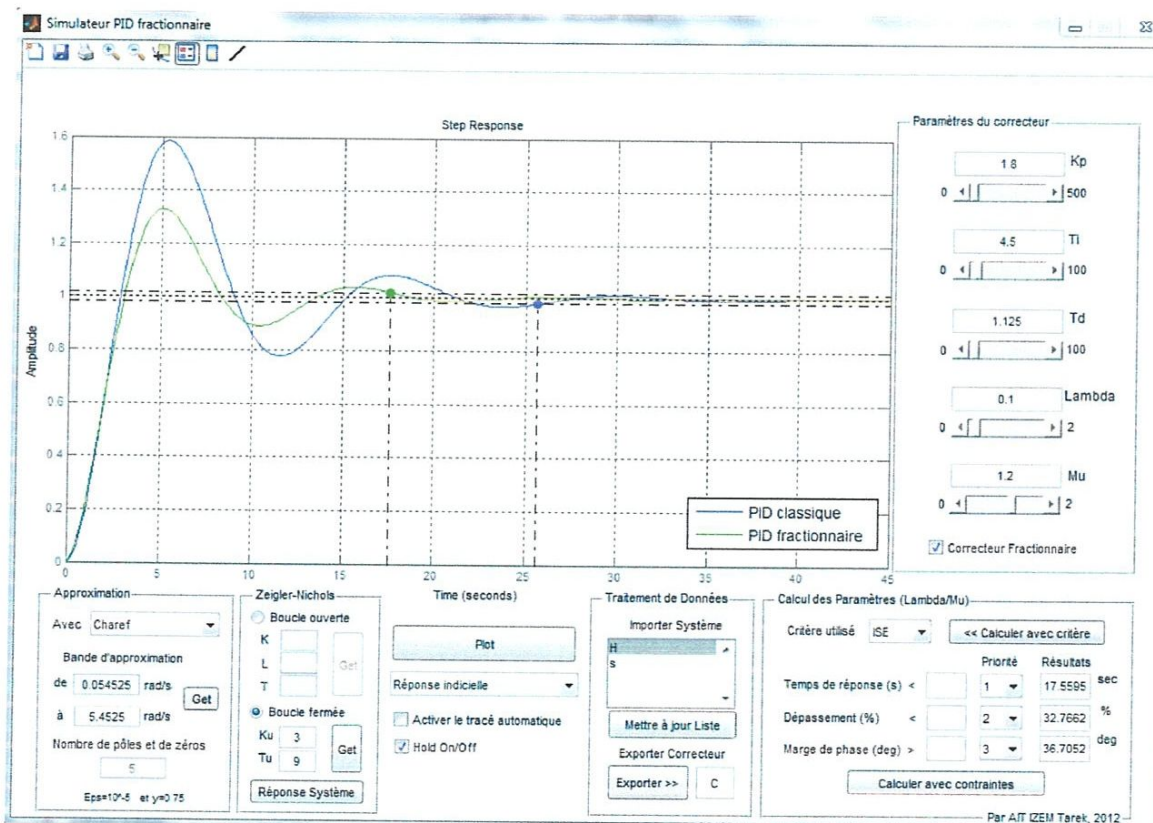 Simulateur PID fractionnaire
Step Response
Amplitude
1.6
1.4
1.2
1
0.8
0.6
0.4
0.2
0
0 5 10 15 20 25 30 35 40 45
Time (seconds)
PID classique
PID fractionnaire
Paramètres du correcteur
1.8 Kp
0 500
4.5 Ti
0 100
1.125 Td
0 100
0.1 Lambda
0 2
1.2 Mu
0 2
Correcteur Fractionnaire
Approximation
Avec Charef
Bande d'approximation
de 0.054525 rad/s
Get
à 5.4525 rad/s
Nombre de pôles et de zéros
5
Eps=10^-5 et y=0.75
Zeigler-Nichols
Boucle ouverte
K
L
T
Get
Boucle fermée
Ku 3
Tu 9
Get
Réponse Système
Plot
Réponse indicielle
Activer le tracé automatique
Hold On/Off
Traitement de Données
Importer Système
H
s
Mettre à jour Liste
Exporter Correcteur
Exporter >> C
Calcul des Paramètres (Lambda/Mu)
Critère utilisé ISE << Calculer avec critère
Priorité Résultats
Temps de réponse (s) < 1 17.5595 sec
Dépassement (%) < 2 32.7662 %
Marge de phase (deg) > 3 36.7052 deg
Calculer avec contraintes
Par AIT IZEM Tarek, 2012